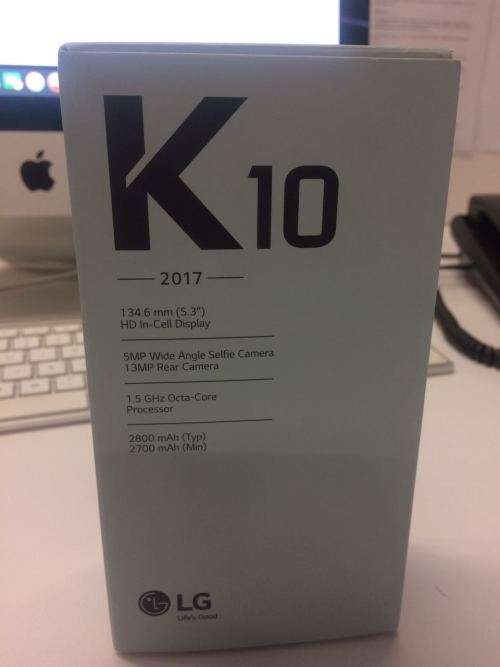 K10
2017
134.6 mm (5.3")
HD In-Cell Display
5MP Wide Angle Selfie Camera
13MP Rear Camera
1.5 GHz Octa-Core
Processor
2800 mAh (Typ)
2700 mAh (Min)
LG
Life's Good